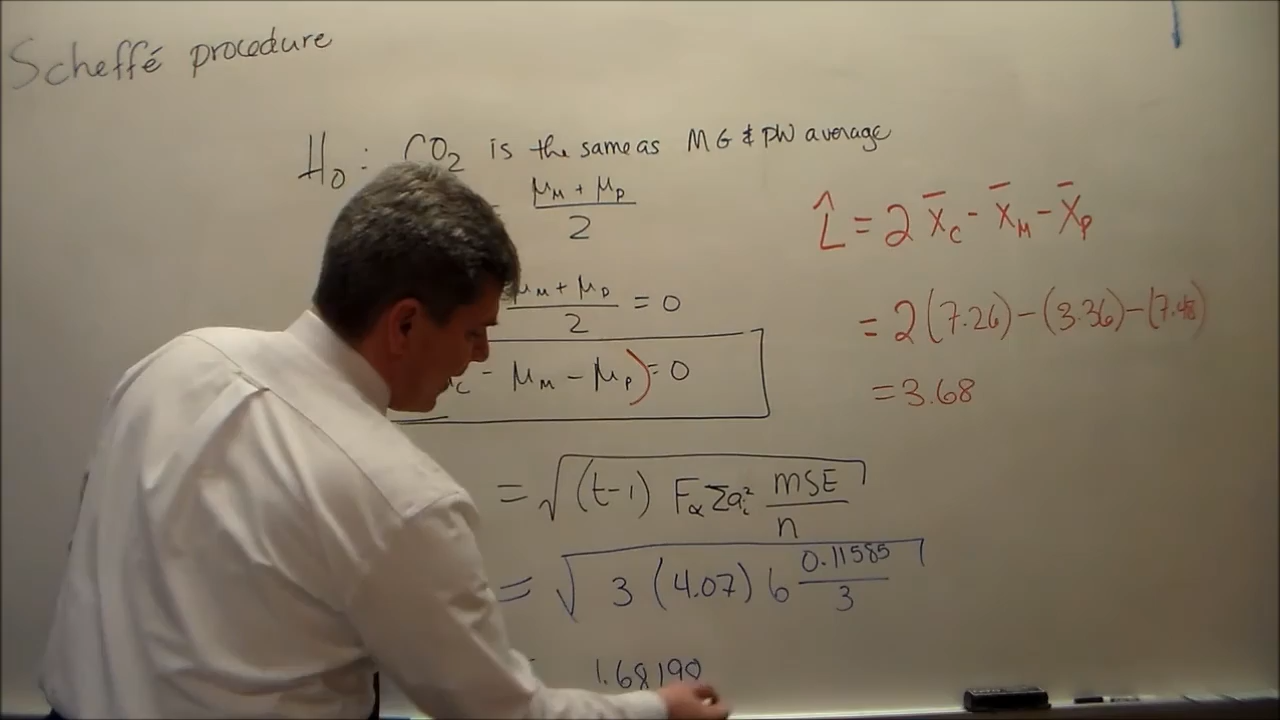 Scheffé procedure
H₀: CO₂ is the same as MG & PW average
μM + μP
2
μM + μP
2
= 0
μC - μM - μP) = 0
L̂ = 2 x̄C - x̄M - x̄P
= 2(7.26) - (3.36) - (7.48)
= 3.68
= √(t-1) Fα Σaᵢ² MSE
n
= √ 3 (4.07) 6 0.11585
3
1.68190